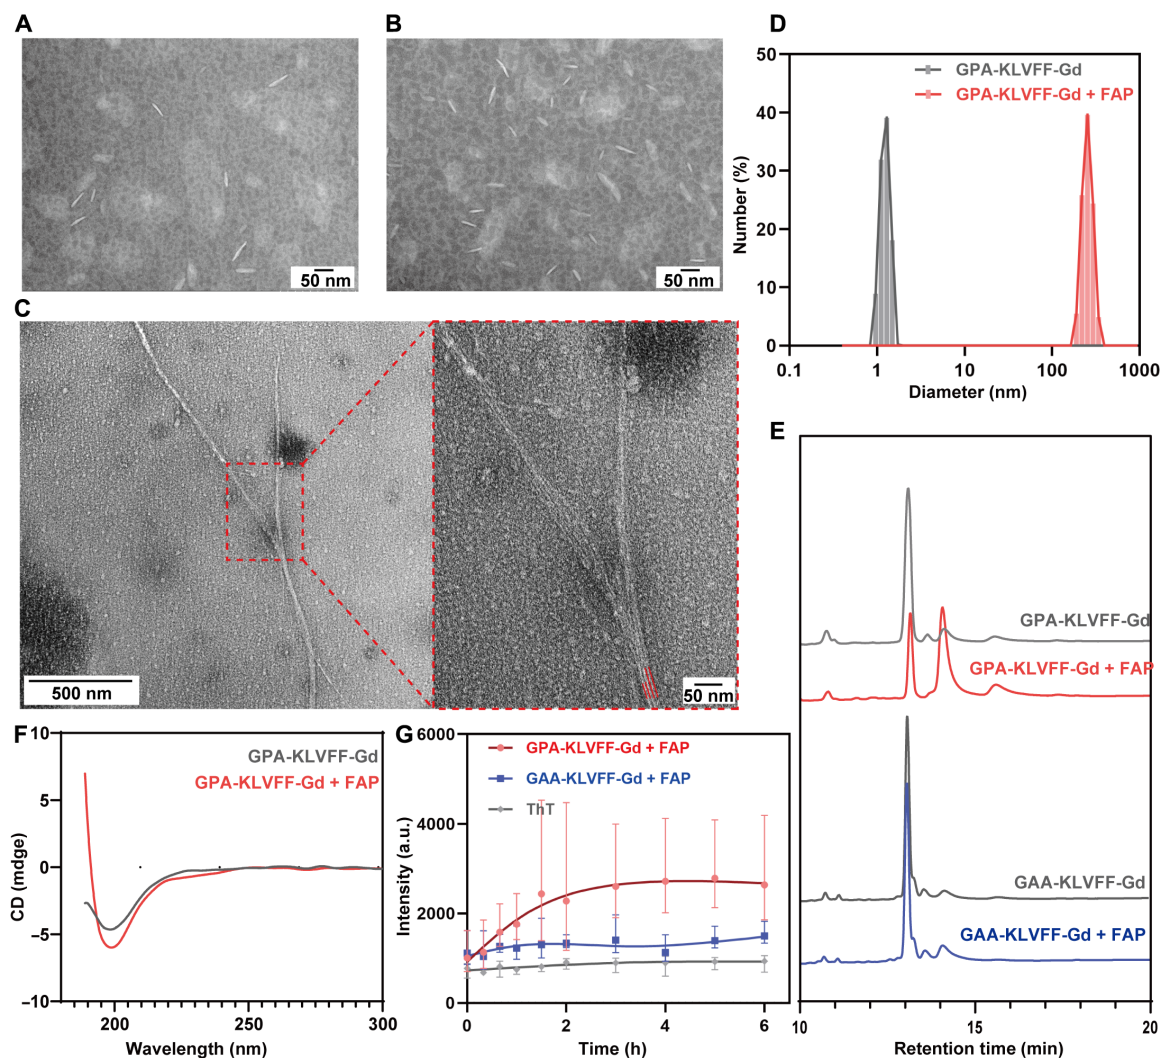 A
50 nm
B
50 nm
C
500 nm
50 nm
D
50
40
30
20
10
0
Number (%)
GPA-KLVFF-Gd
GPA-KLVFF-Gd + FAP
0.1 1 10 100 1000
Diameter (nm)
E
GPA-KLVFF-Gd
GPA-KLVFF-Gd + FAP
GAA-KLVFF-Gd
GAA-KLVFF-Gd + FAP
10 15 20
Retention time (min)
F
10
5
0
−5
−10
CD (mdge)
GPA-KLVFF-Gd
GPA-KLVFF-Gd + FAP
200 250 300
Wavelength (nm)
G
6000
4000
2000
0
Intensity (a.u.)
GPA-KLVFF-Gd + FAP
GAA-KLVFF-Gd + FAP
ThT
0 2 4 6
Time (h)